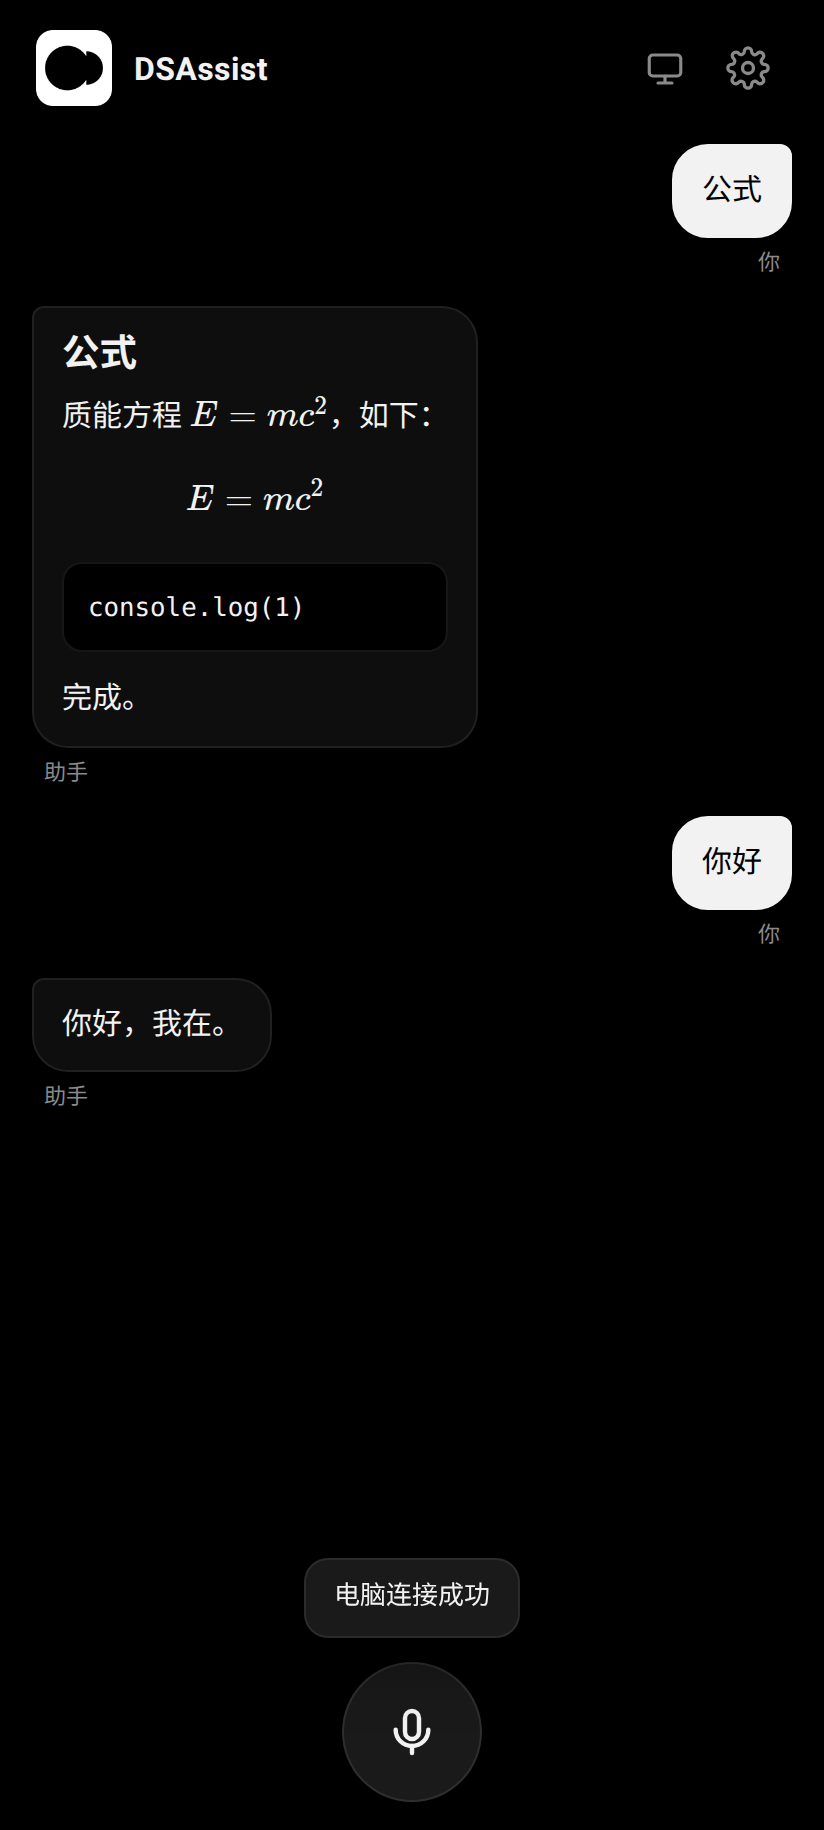 DSAssist
公式
你
公式
质能方程 E = mc²，如下：
E = mc²
console.log(1)
完成。
助手
你好
你
你好，我在。
助手
电脑连接成功